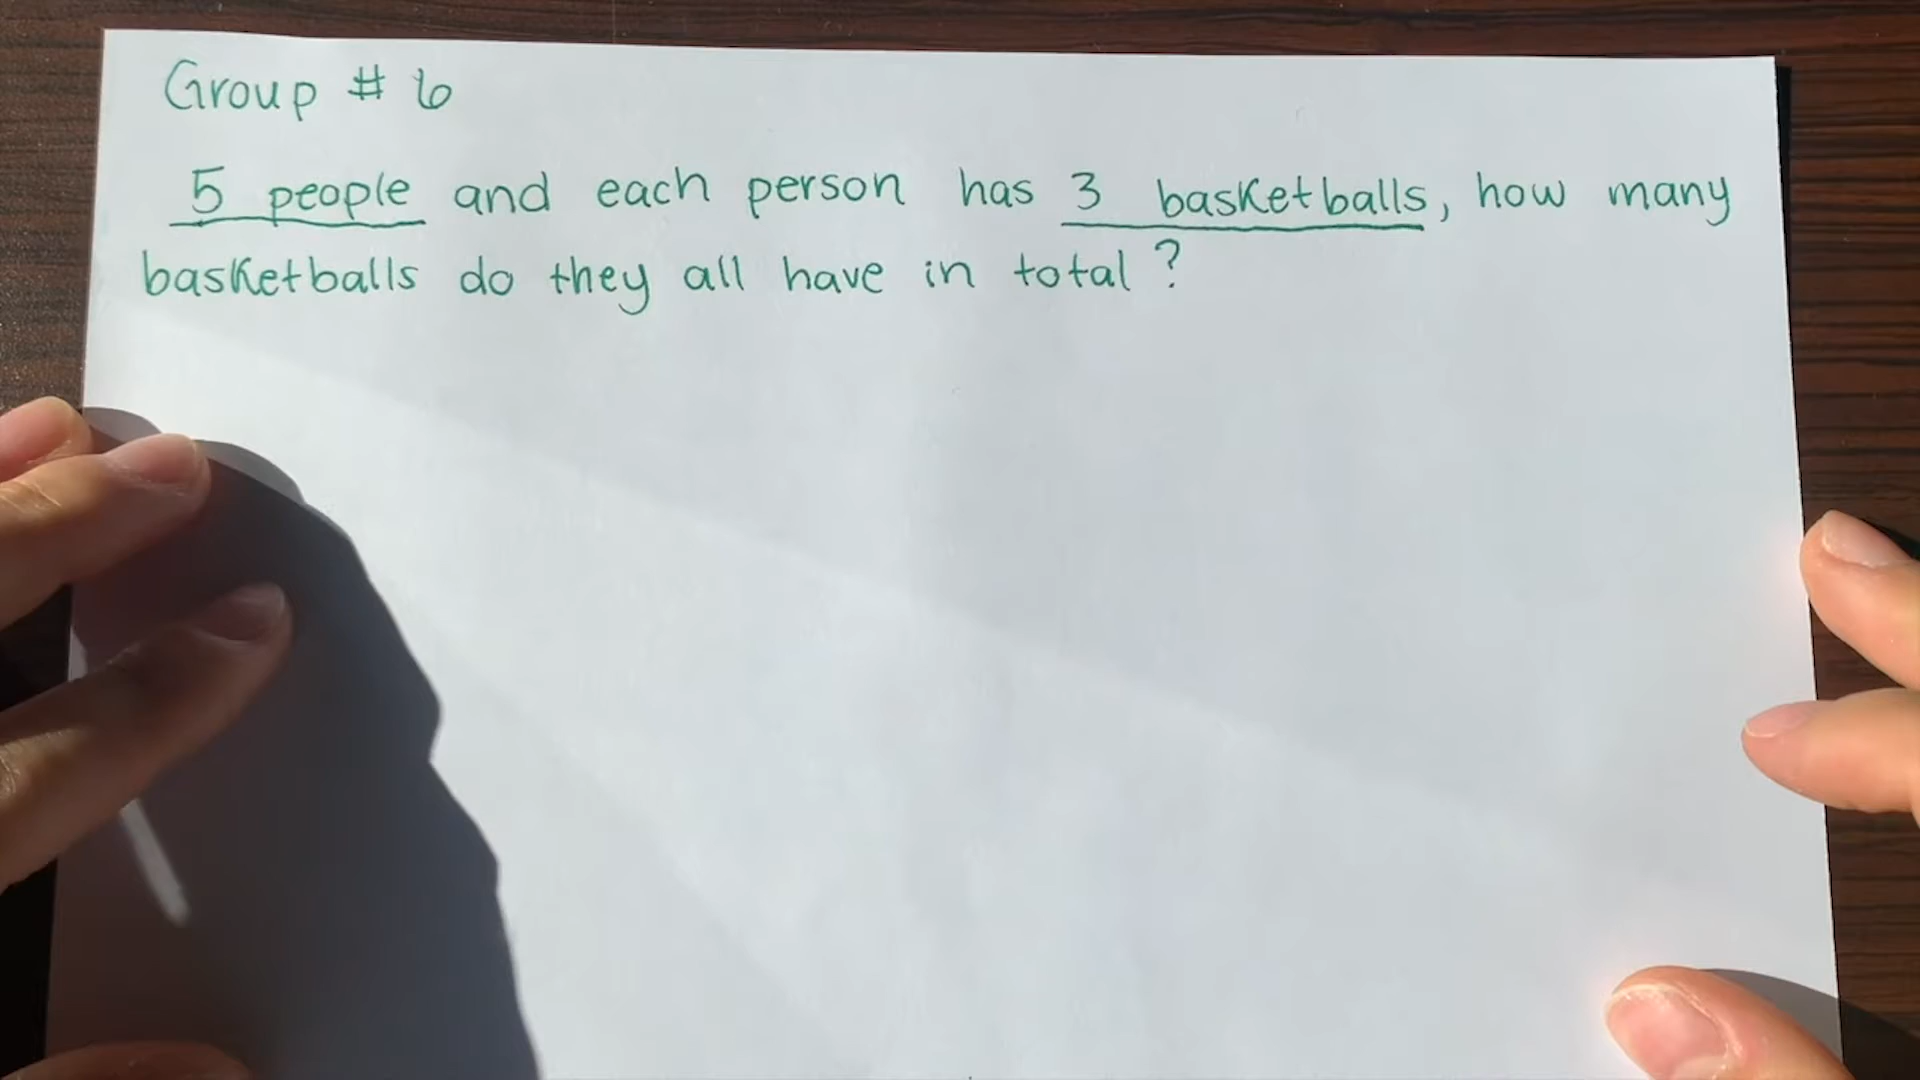 Group # 6
5 people and each person has 3 basketballs, how many
basketballs do they all have in total?